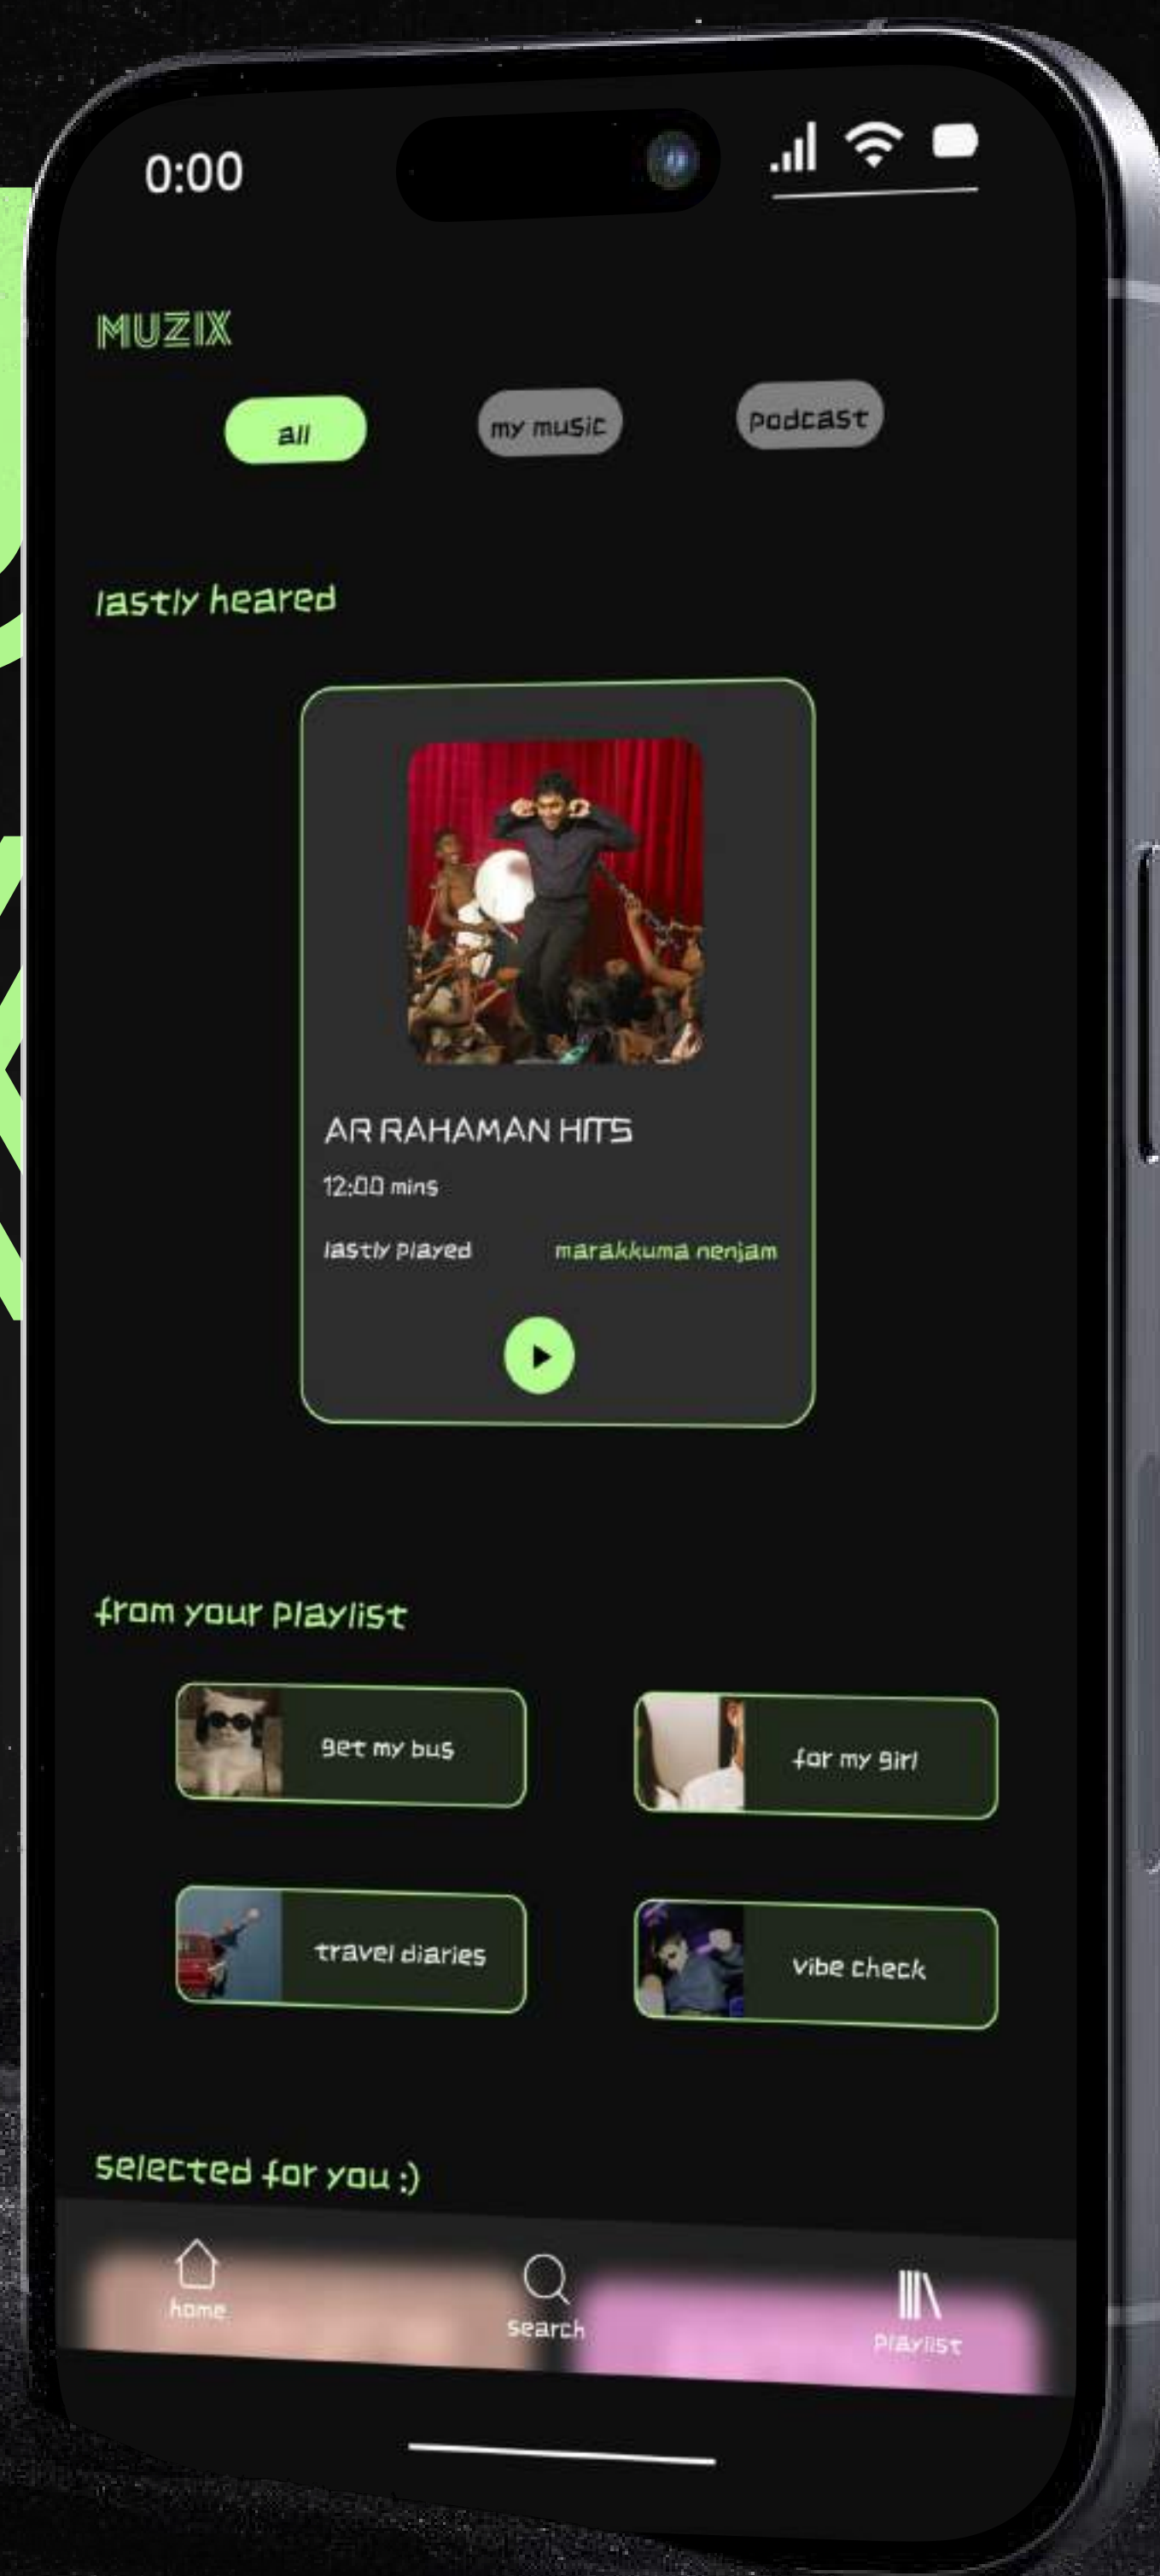 0:00
MUZIX
all my music podcast
lastly heared
AR RAHAMAN HITS
12:00 mins
lastly played marakkuma nenjam
from your playlist
get my bus for my girl
travel diaries vibe check
selected for you :)
home search playlist